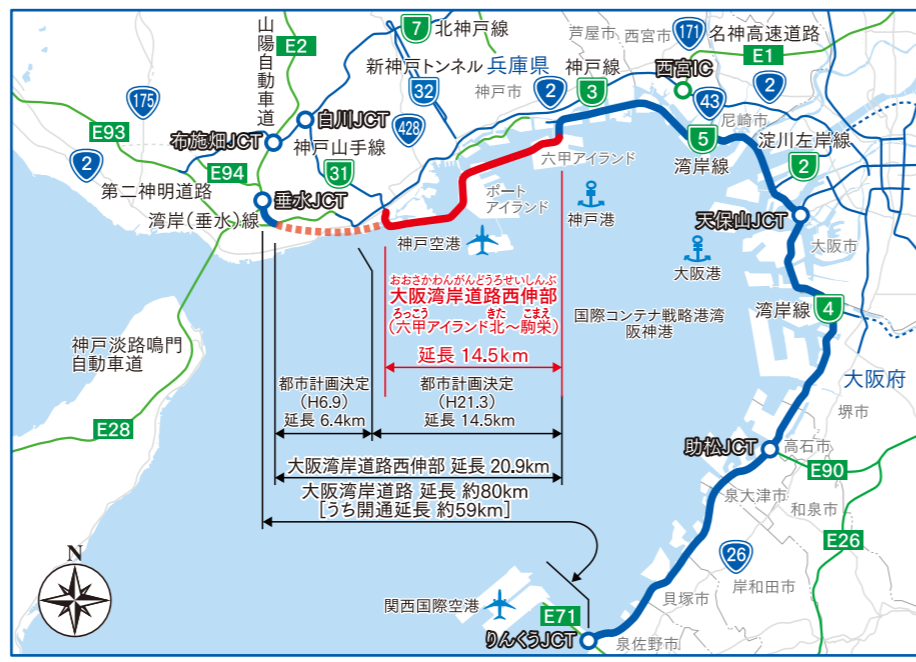 山陽自動車道
E2
7
北神戸線
芦屋市
西宮市
171
名神高速道路
E1
新神戸トンネル
兵庫県
神戸線
西宮IC
175
32
神戸市
2
3
43
2
E93
白川JCT
428
尼崎市
布施畑JCT
神戸山手線
5
淀川左岸線
2
E94
31
六甲アイランド
湾岸線
2
第二神明道路
垂水JCT
ポート
アイランド
神戸港
天保山JCT
湾岸(垂水)線
神戸空港
大阪港
大阪市
おおさかわんがんどうろせいしんぶ
大阪湾岸道路西伸部
ろっこう きた こまえ
(六甲アイランド北~駒栄)
国際コンテナ戦略港湾
阪神港
湾岸線
4
神戸淡路鳴門
自動車道
延長 14.5km
大阪府
都市計画決定
(H6.9)
延長 6.4km
都市計画決定
(H21.3)
延長 14.5km
堺市
E28
助松JCT
高石市
大阪湾岸道路西伸部 延長 20.9km
E90
大阪湾岸道路 延長 約80km
[うち開通延長 約59km]
泉大津市
和泉市
E26
N
26
岸和田市
関西国際空港
貝塚市
E71
りんくうJCT
泉佐野市